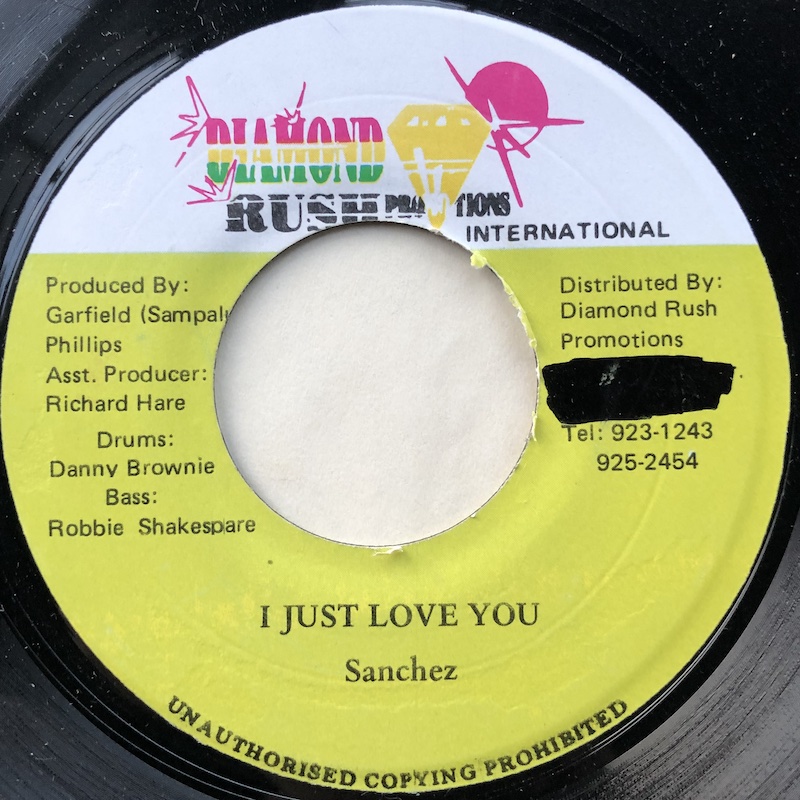 DIAMOND
RUSH PROMOTIONS
INTERNATIONAL
Produced By:
Garfield (Sampalu
Phillips
Asst. Producer:
Richard Hare
Drums:
Danny Brownie
Bass:
Robbie Shakespare
Distributed By:
Diamond Rush
Promotions
Tel: 923-1243
925-2454
I JUST LOVE YOU
Sanchez
UNAUTHORISED COPYING PROHIBITED